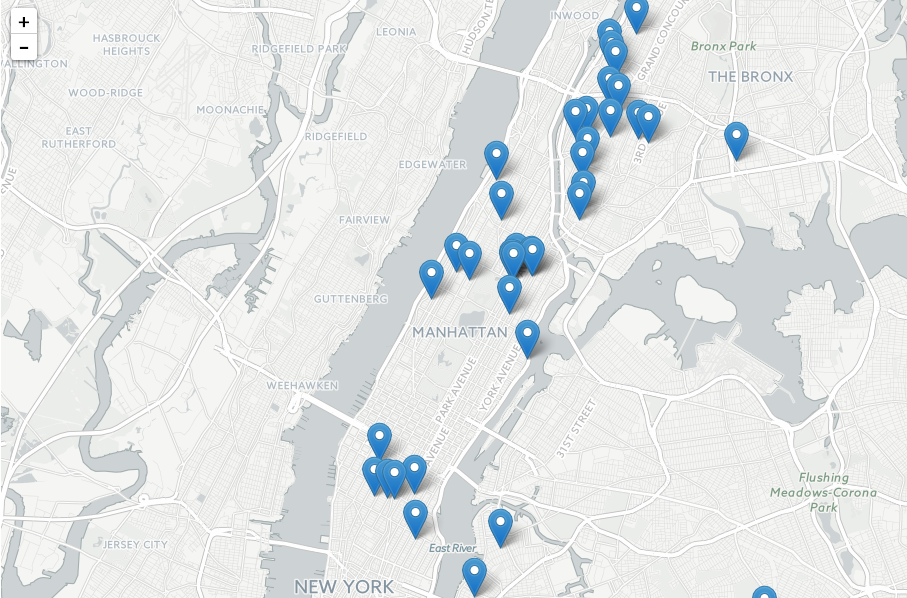 +
−
INWOOD
HUDSON
LEONIA
HASBROUCK
HEIGHTS
RIDGEFIELD PARK
GRAND CONCOU
Bronx Park
WALLINGTON
THE BRONX
WOOD-RIDGE
MOONACHIE
EAST
RUTHERFORD
RIDGEFIELD
3RD
EDGEWATER
FAIRVIEW
GUTTENBERG
MANHATTAN
WEEHAWKEN
PARK AVENUE
YORK AVENUE
31ST STREET
AVENUE
Flushing
Meadows-Corona
Park
JERSEY CITY
East River
NEW YORK